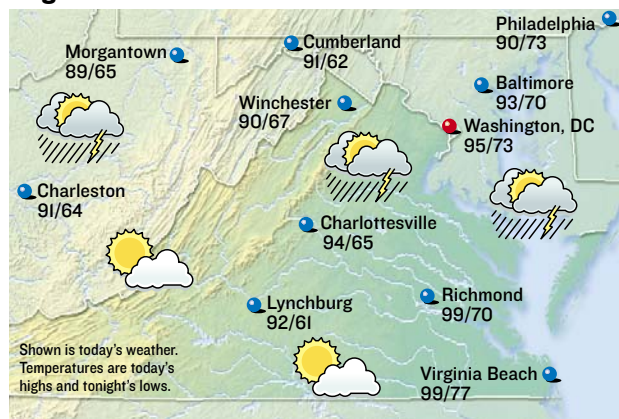 Philadelphia
90/73
Morgantown
89/65
Cumberland
91/62
Baltimore
93/70
Winchester
90/67
Washington, DC
95/73
Charleston
91/64
Charlottesville
94/65
Lynchburg
92/61
Richmond
99/70
Shown is today's weather.
Temperatures are today's
highs and tonight's lows.
Virginia Beach
99/77